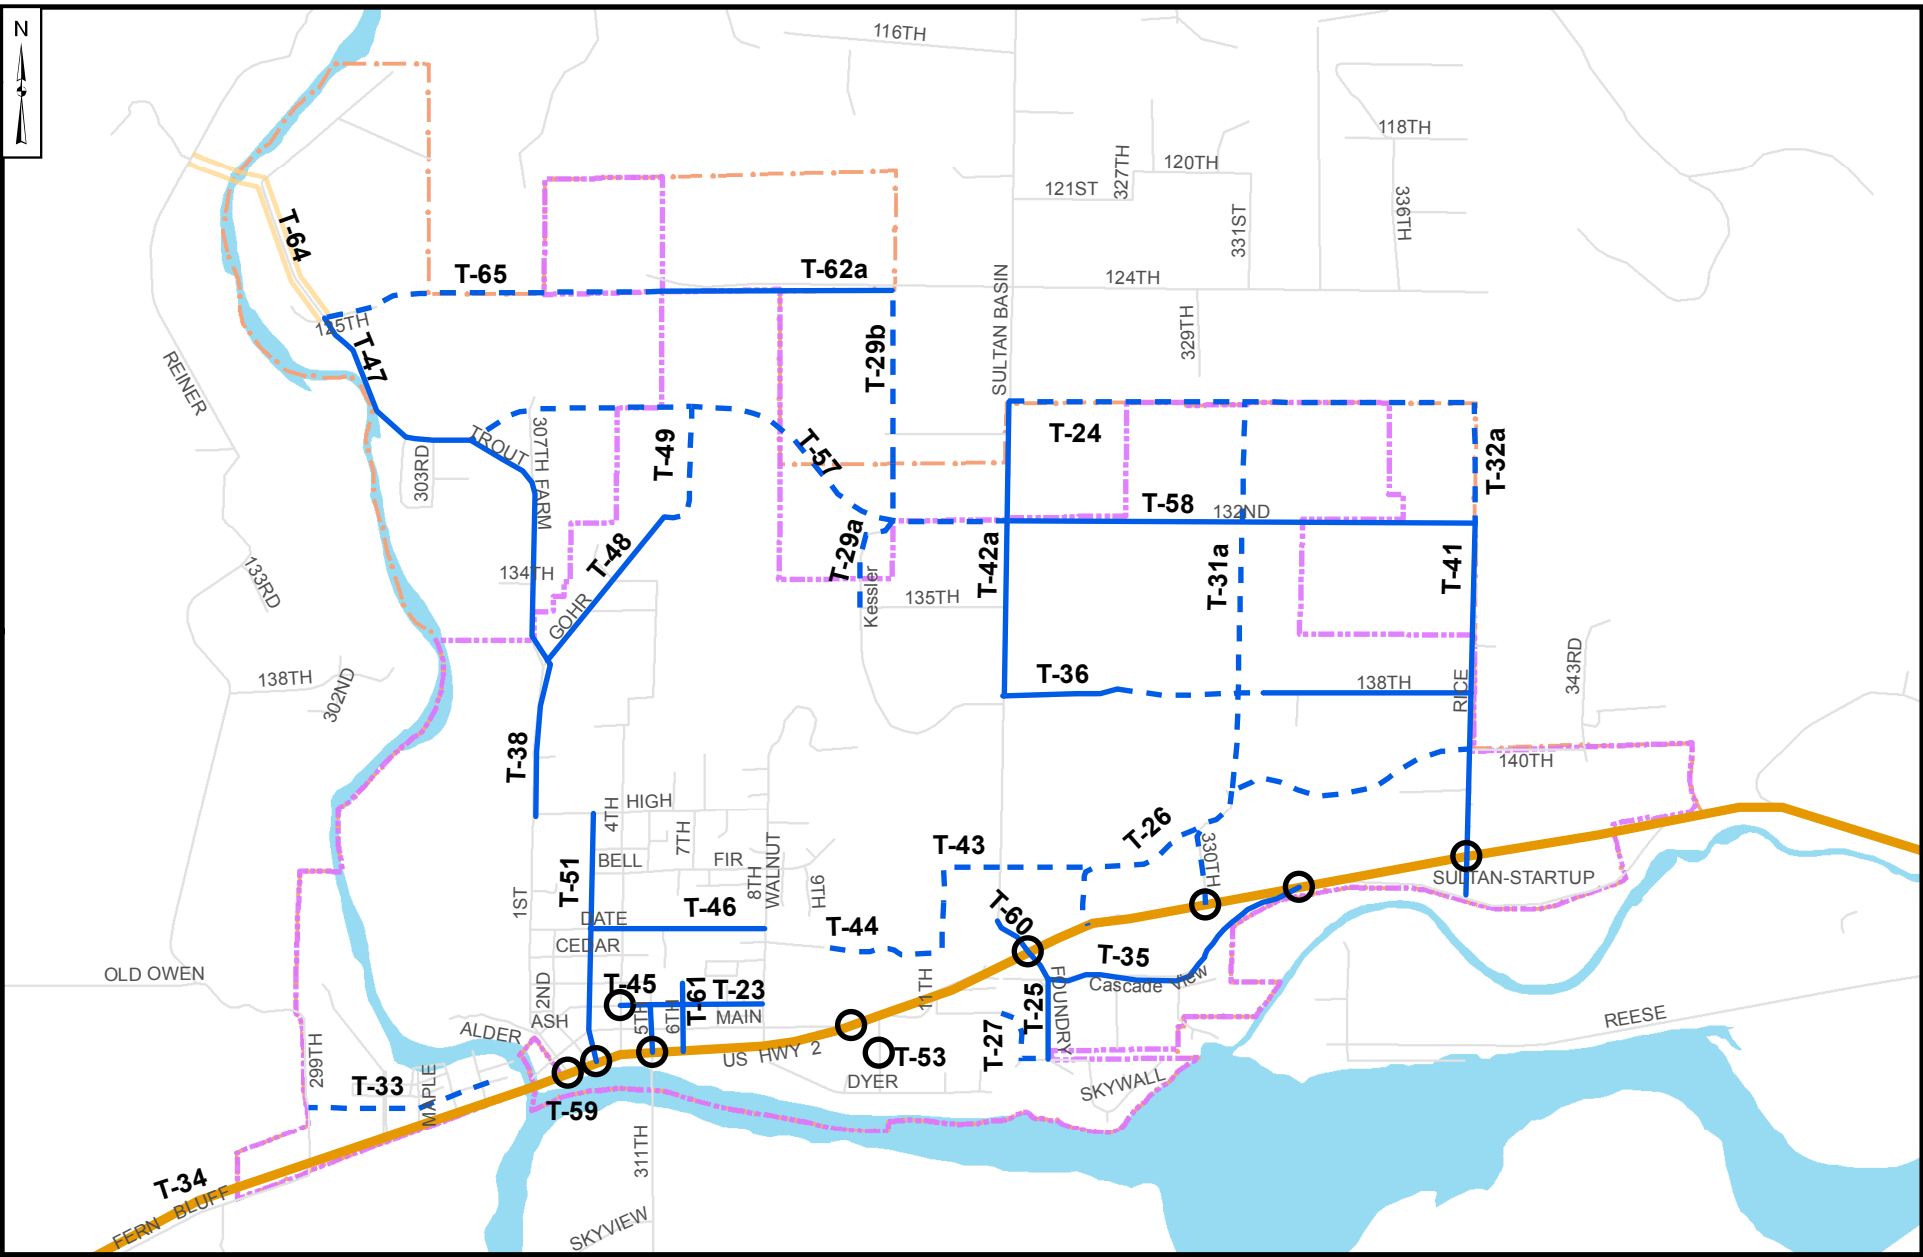 N
116TH
118TH
120TH
327TH
121ST
336TH
331ST
T-64
T-65
T-62a
124TH
SULTAN BASIN
125TH
329TH
T-47
T-29b
REINER
307TH FARM
TROUT
T-49
T-57
T-24
T-32a
303RD
T-58
132ND
T-48
T-29a
T-42a
T-31a
T-41
134TH
133RD
GOHR
Kessler
135TH
138TH
302ND
T-36
138TH
RICE
343RD
T-38
140TH
4TH
HIGH
7TH
BELL
FIR
8TH
WALNUT
9TH
T-43
T-26
330TH
SULTAN-STARTUP
T-51
1ST
T-46
DATE
CEDAR
T-44
T-60
T-35
Cascade View
OLD OWEN
2ND
T-45
T-61
T-23
5TH
6TH
MAIN
11TH
FOUNDRY
T-25
T-27
ASH
ALDER
US HWY 2
T-53
DYER
SKYWALL
REESE
299TH
T-33
MAPLE
T-59
311TH
T-34
FERN BLUFF
SKYVIEW